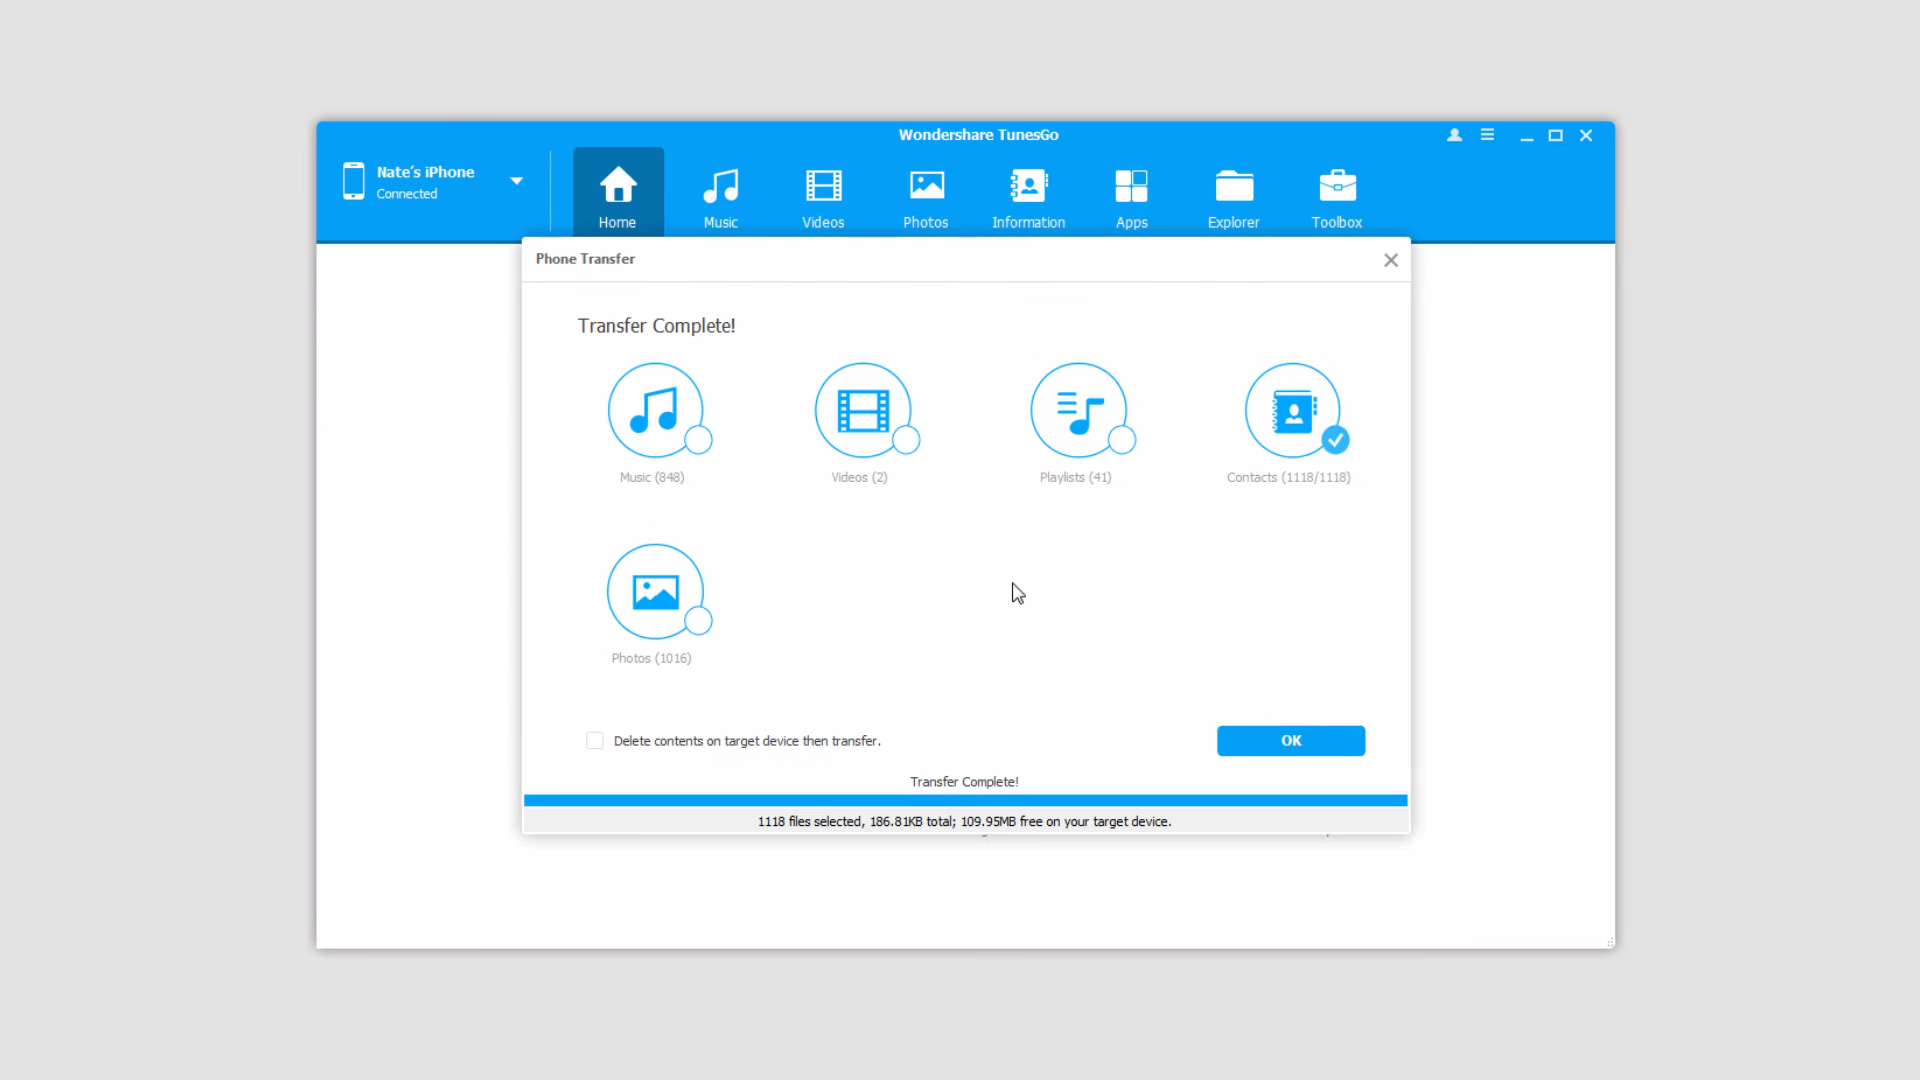 Wondershare TunesGo
Nate's iPhone
Connected
Home
Music
Videos
Photos
Information
Apps
Explorer
Toolbox
Phone Transfer
Transfer Complete!
Music (848)
Videos (2)
Playlists (41)
Contacts (1118/1118)
Photos (1016)
Delete contents on target device then transfer.
OK
Transfer Complete!
1118 files selected, 186.81KB total; 109.95MB free on your target device.